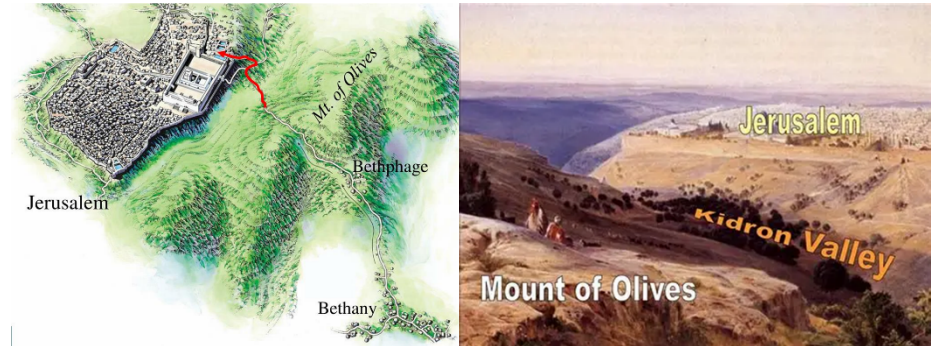 Mt. of Olives
Bethphage
Jerusalem
Bethany
Jerusalem
Kidron Valley
Mount of Olives